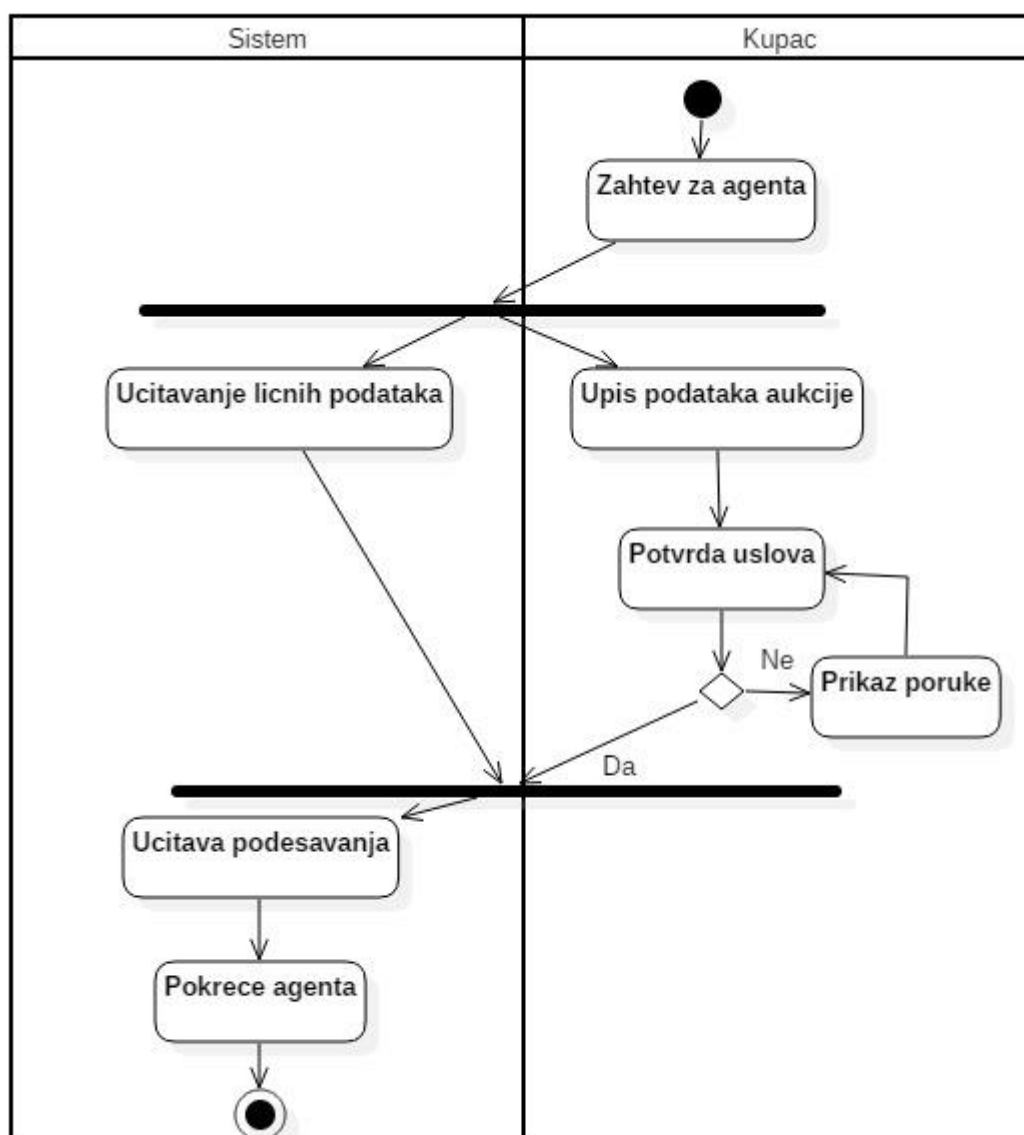 Sistem
Kupac
Zahtev za agenta
Ucitavanje licnih podataka
Upis podataka aukcije
Potvrda uslova
Ne
Prikaz poruke
Da
Ucitava podesavanja
Pokrece agenta